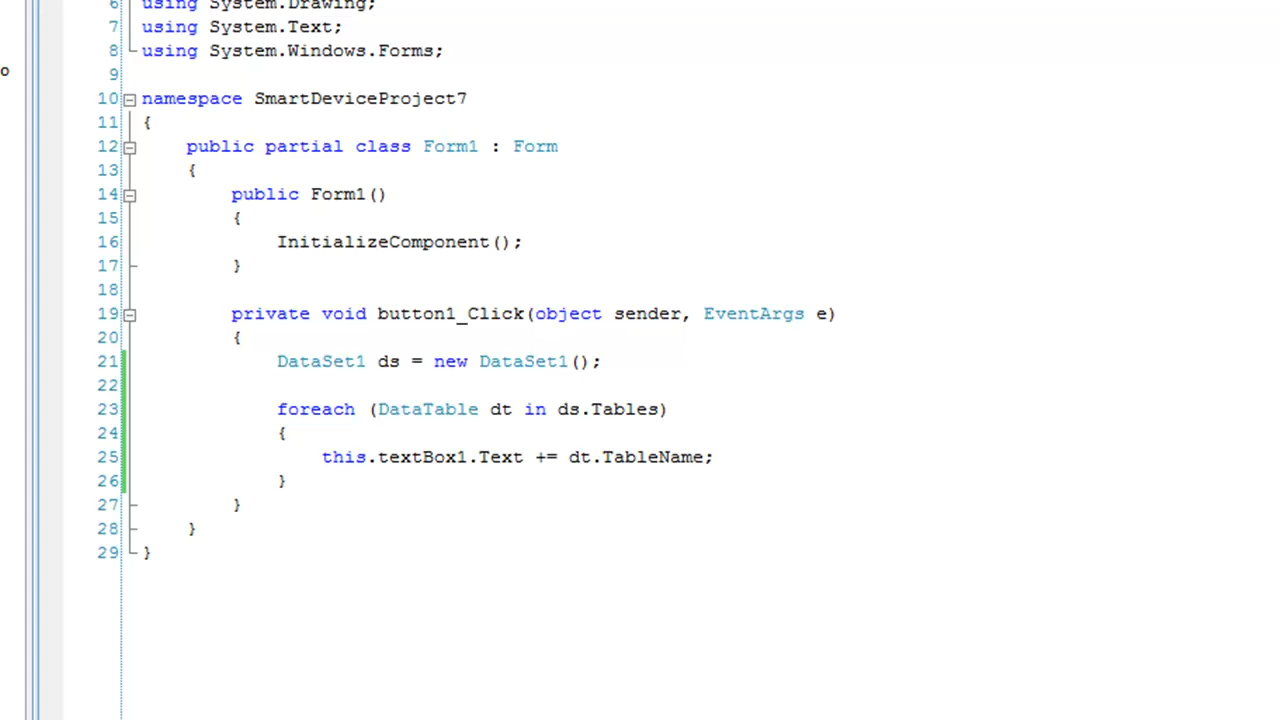 o
6 using System.Drawing;
7 using System.Text;
8 using System.Windows.Forms;
9
10 namespace SmartDeviceProject7
11 {
12 public partial class Form1 : Form
13 {
14 public Form1()
15 {
16 InitializeComponent();
17 }
18
19 private void button1_Click(object sender, EventArgs e)
20 {
21 DataSet1 ds = new DataSet1();
22
23 foreach (DataTable dt in ds.Tables)
24 {
25 this.textBox1.Text += dt.TableName;
26 }
27 }
28 }
29 }